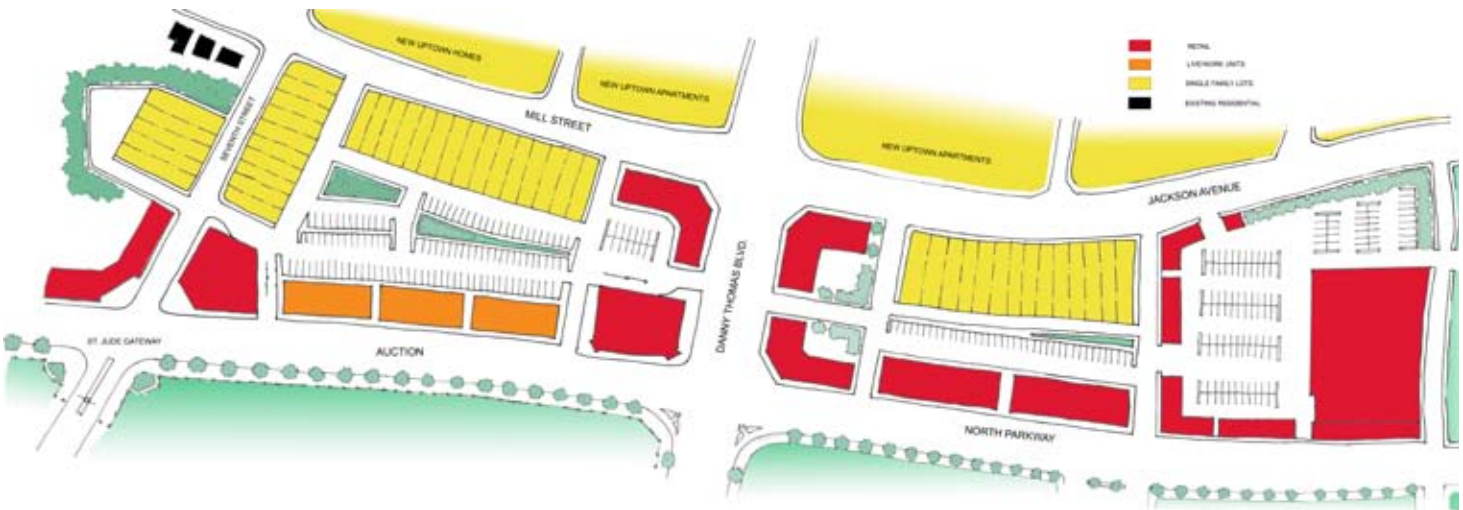 NEW UPTOWN HOMES
NEW UPTOWN APARTMENTS
MILL STREET
SEVENTH STREET
ST. JUDE GATEWAY
AUCTION
DANNY THOMAS BLVD.
NEW UPTOWN APARTMENTS
JACKSON AVENUE
NORTH PARKWAY
RETAIL
LIVE/WORK UNITS
SINGLE FAMILY LOTS
EXISTING RESIDENTIAL